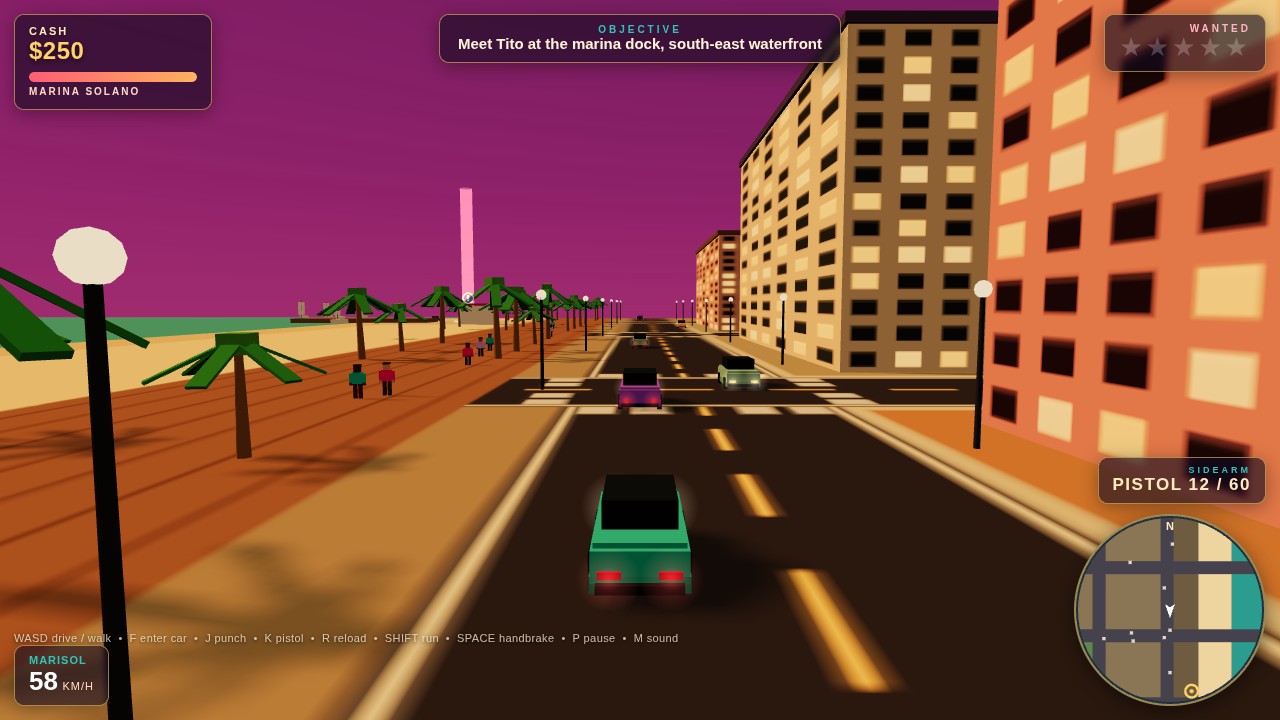 CASH
$250
MARINA SOLANO
OBJECTIVE
Meet Tito at the marina dock, south-east waterfront
WANTED
SIDEARM
PISTOL 12 / 60
N
WASD drive / walk • F enter car • J punch • K pistol • R reload • SHIFT run • SPACE handbrake • P pause • M sound
MARISOL
58 KM/H